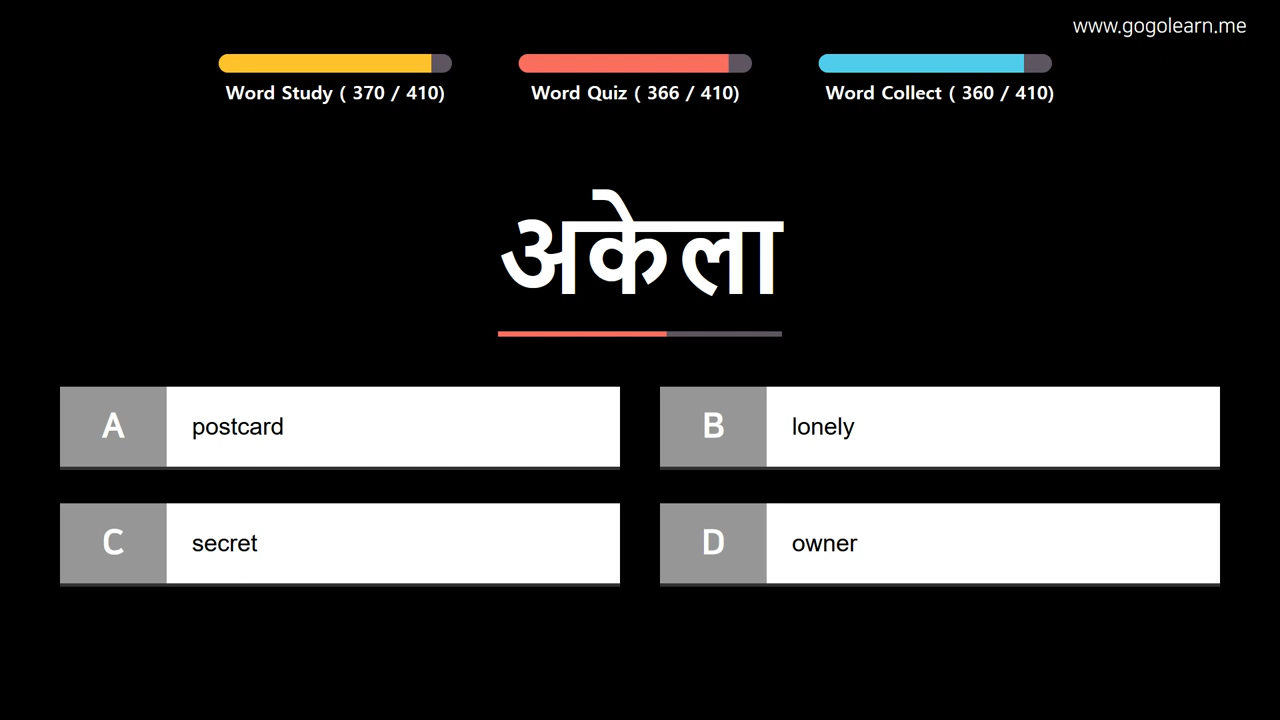 www.gogolearn.me
Word Study ( 370 / 410)
Word Quiz ( 366 / 410)
Word Collect ( 360 / 410)
अकेला
A postcard
B lonely
C secret
D owner